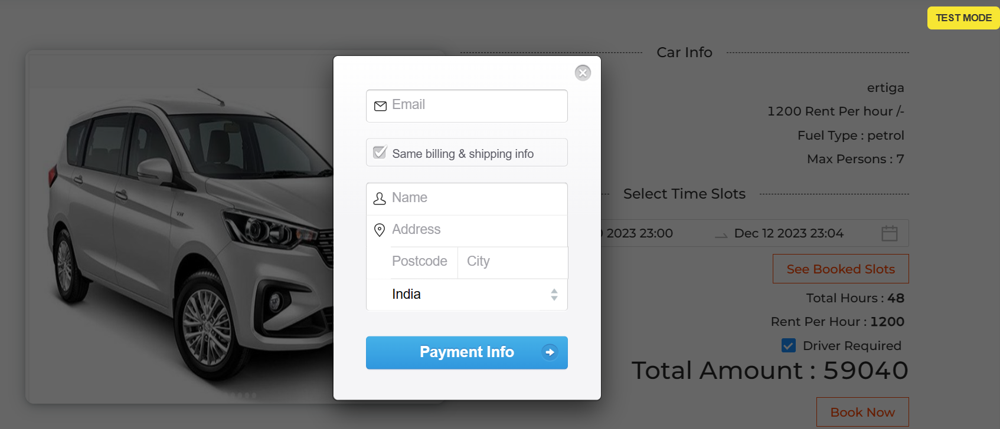 TEST MODE
Car Info
ertiga
1200 Rent Per hour /-
Fuel Type : petrol
Max Persons : 7
Select Time Slots
2023 23:00
Dec 12 2023 23:04
See Booked Slots
Total Hours : 48
Rent Per Hour : 1200
Driver Required
Total Amount : 59040
Book Now
Email
Same billing & shipping info
Name
Address
Postcode City
India
Payment Info